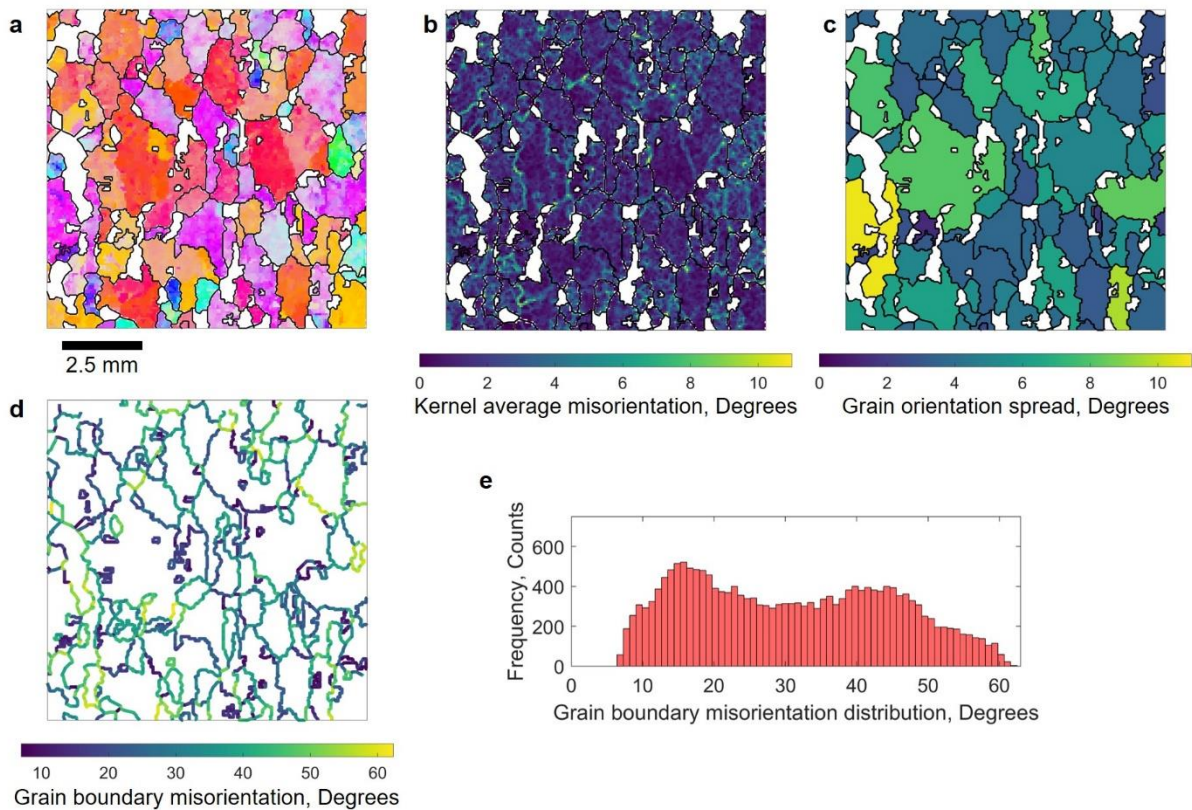 a
b
c
2.5 mm
0 2 4 6 8 10
Kernel average misorientation, Degrees
0 2 4 6 8 10
Grain orientation spread, Degrees
d
10 20 30 40 50 60
Grain boundary misorientation, Degrees
e
Frequency, Counts
600
400
200
0
0 10 20 30 40 50 60
Grain boundary misorientation distribution, Degrees